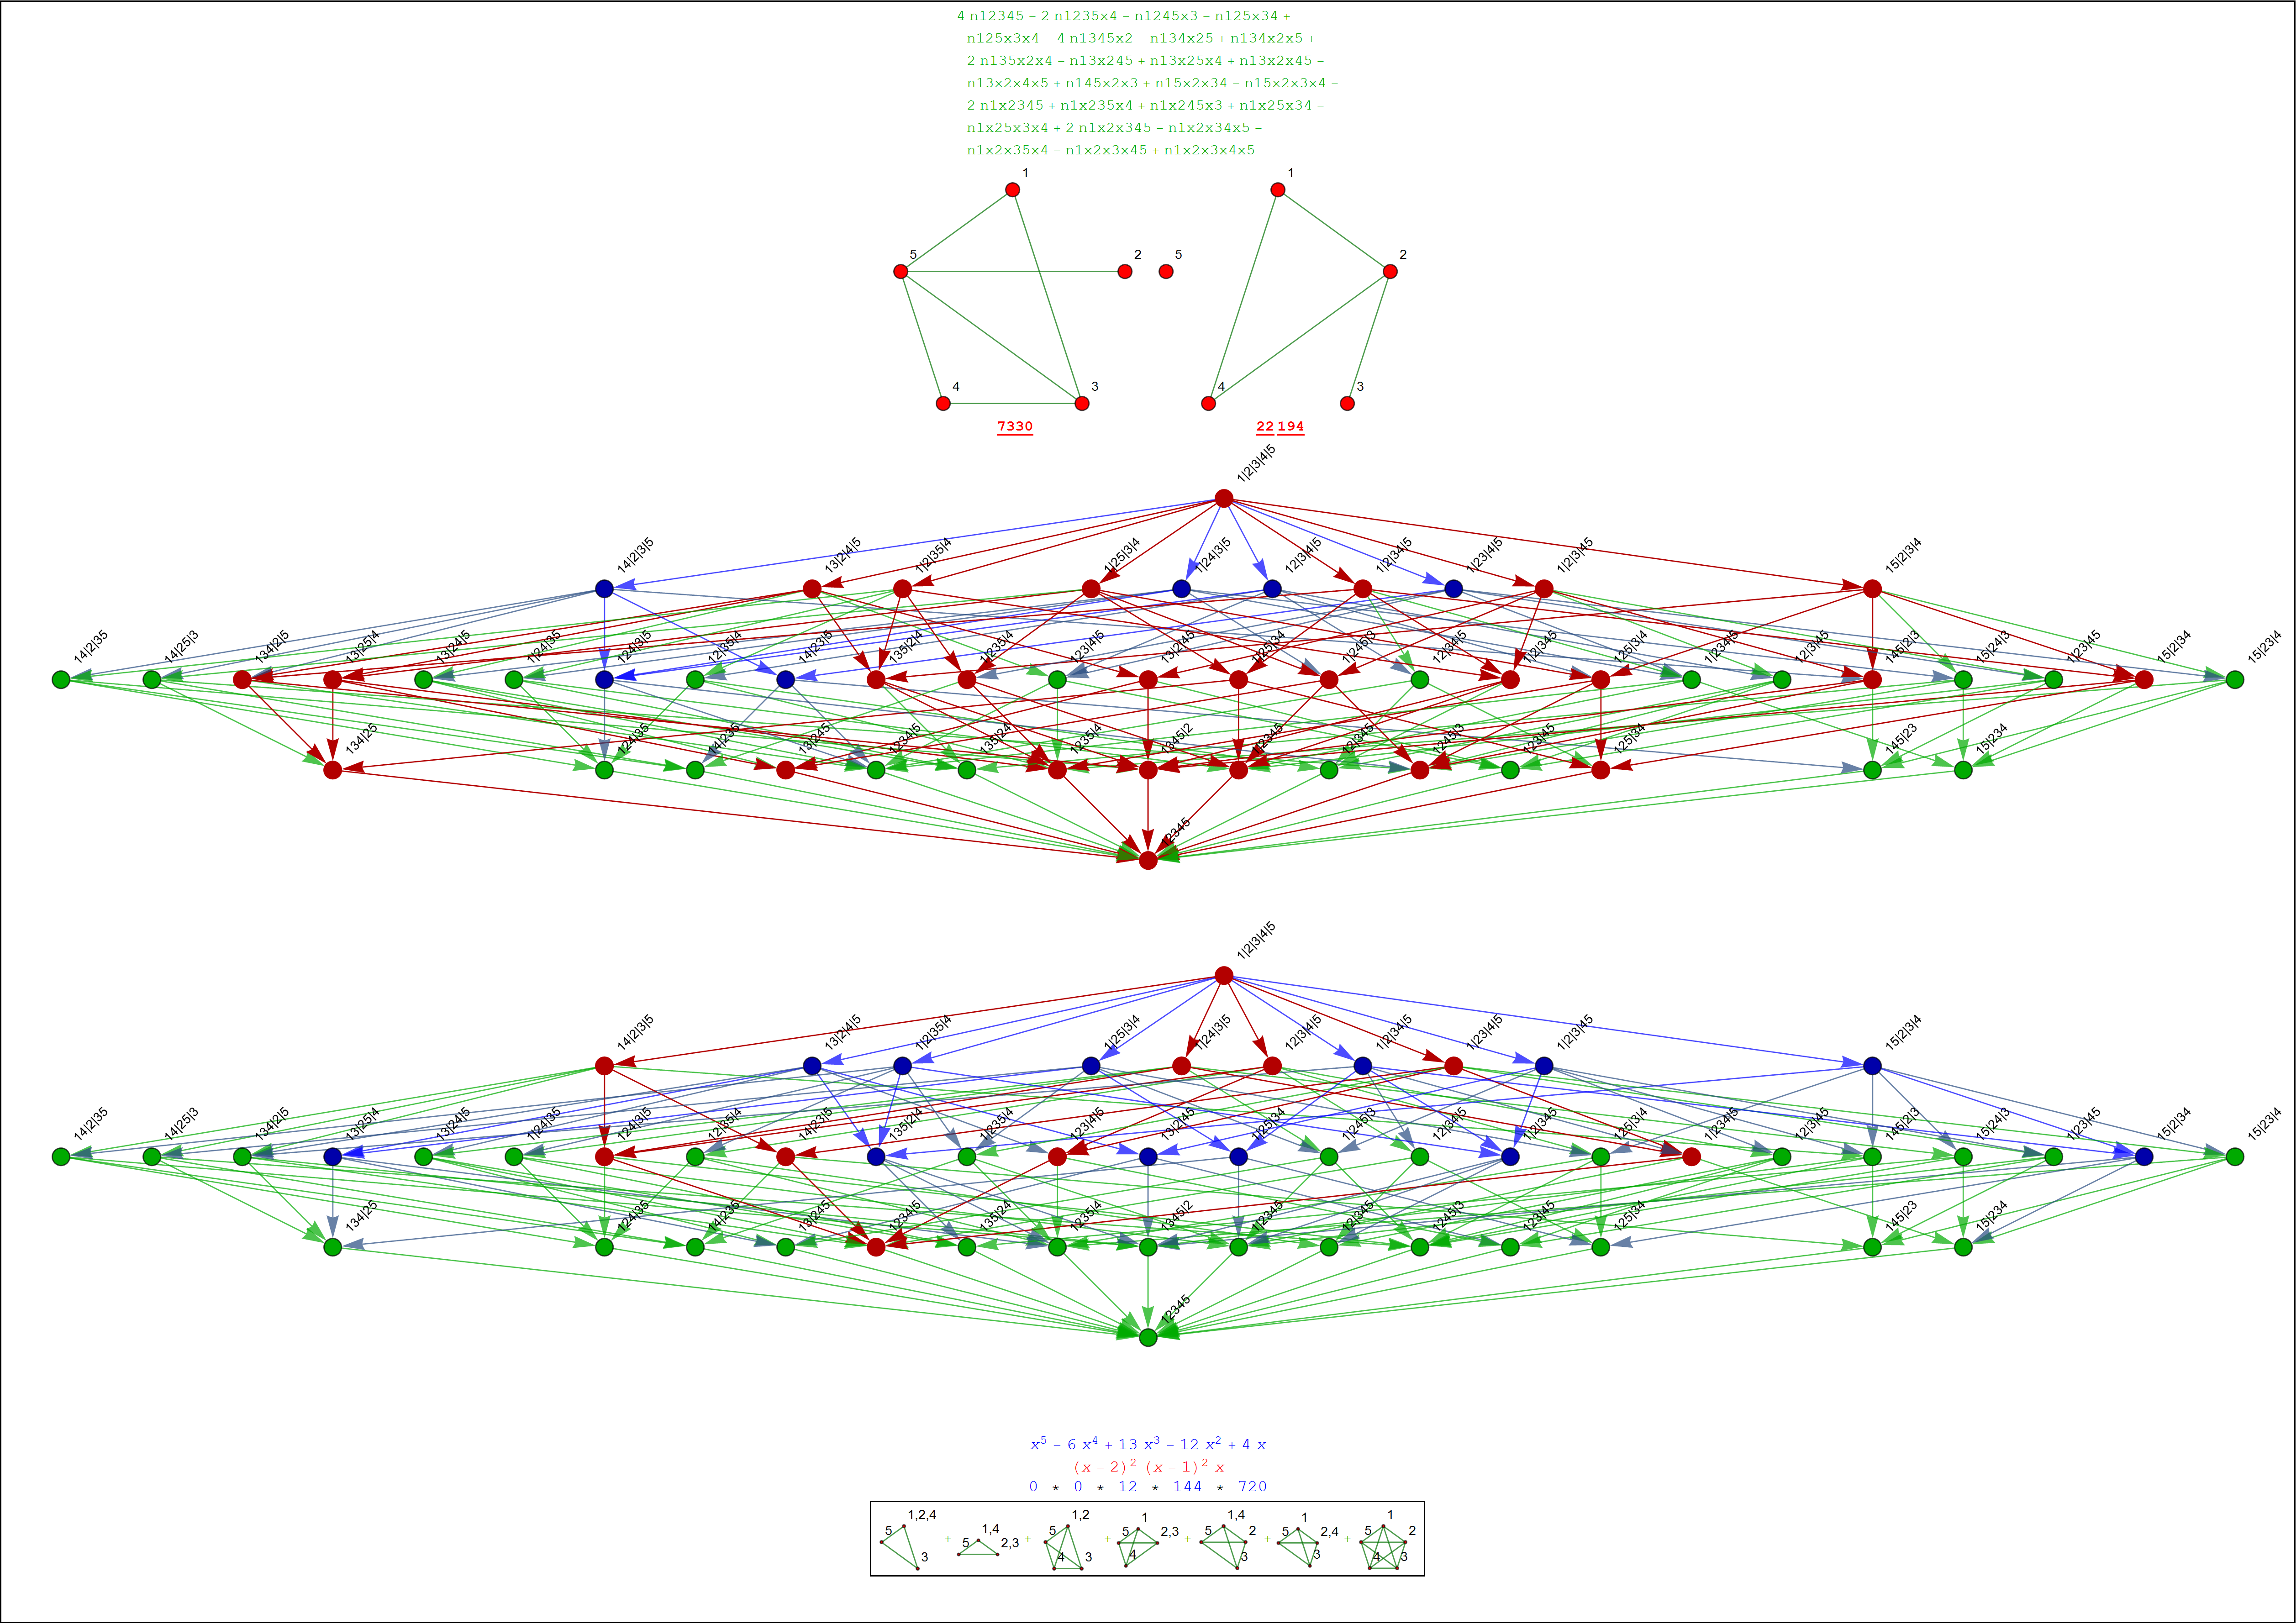 4 n12345 – 2 n1235x4 – n1245x3 – n125x34 +
n125x3x4 – 4 n1345x2 – n134x25 + n134x2x5 +
2 n135x2x4 – n13x245 + n13x25x4 + n13x2x45 –
n13x2x4x5 + n145x2x3 + n15x2x34 – n15x2x3x4 –
2 n1x2345 + n1x235x4 + n1x245x3 + n1x25x34 –
n1x25x3x4 + 2 n1x2x345 – n1x2x34x5 –
n1x2x35x4 – n1x2x3x45 + n1x2x3x4x5
1 1
5 2 5 2
4 3 4 3
7330 22 194
1|2|3|4|5
14|2|3|5 13|2|4|5 1|2|35|4 1|25|3|4 1|24|3|5 12|3|4|5 1|2|34|5 1|23|4|5 1|2|3|45 15|2|3|4
14|2|35 14|25|3 134|2|5 13|25|4 13|24|5 1|24|35 124|3|5 12|35|4 14|23|5 135|2|4 1|235|4 123|4|5 13|2|45 1|25|34 1|245|3 12|34|5 1|2|345 125|3|4 1|234|5 12|3|45 145|2|3 15|24|3 1|23|45 15|2|34 15|23|4
134|25 124|35 14|235 13|245 1234|5 135|24 1235|4 1345|2 1|2345 12|345 1245|3 123|45 125|34 145|23 15|234
12345
1|2|3|4|5
14|2|3|5 13|2|4|5 1|2|35|4 1|25|3|4 1|24|3|5 12|3|4|5 1|2|34|5 1|23|4|5 1|2|3|45 15|2|3|4
14|2|35 14|25|3 134|2|5 13|25|4 13|24|5 1|24|35 124|3|5 12|35|4 14|23|5 135|2|4 1|235|4 123|4|5 13|2|45 1|25|34 1|245|3 12|34|5 1|2|345 125|3|4 1|234|5 12|3|45 145|2|3 15|24|3 1|23|45 15|2|34 15|23|4
134|25 124|35 14|235 13|245 1234|5 135|24 1235|4 1345|2 1|2345 12|345 1245|3 123|45 125|34 145|23 15|234
12345
x⁵ – 6 x⁴ + 13 x³ – 12 x² + 4 x
(x – 2)² (x – 1)² x
0 * 0 * 12 * 144 * 720
5 1,2,4 3 + 5 1,4 2,3 + 5 1,2 4 3 + 5 1 2,3 4 + 5 1,4 2 3 + 5 1 2,4 3 + 5 1 2 4 3